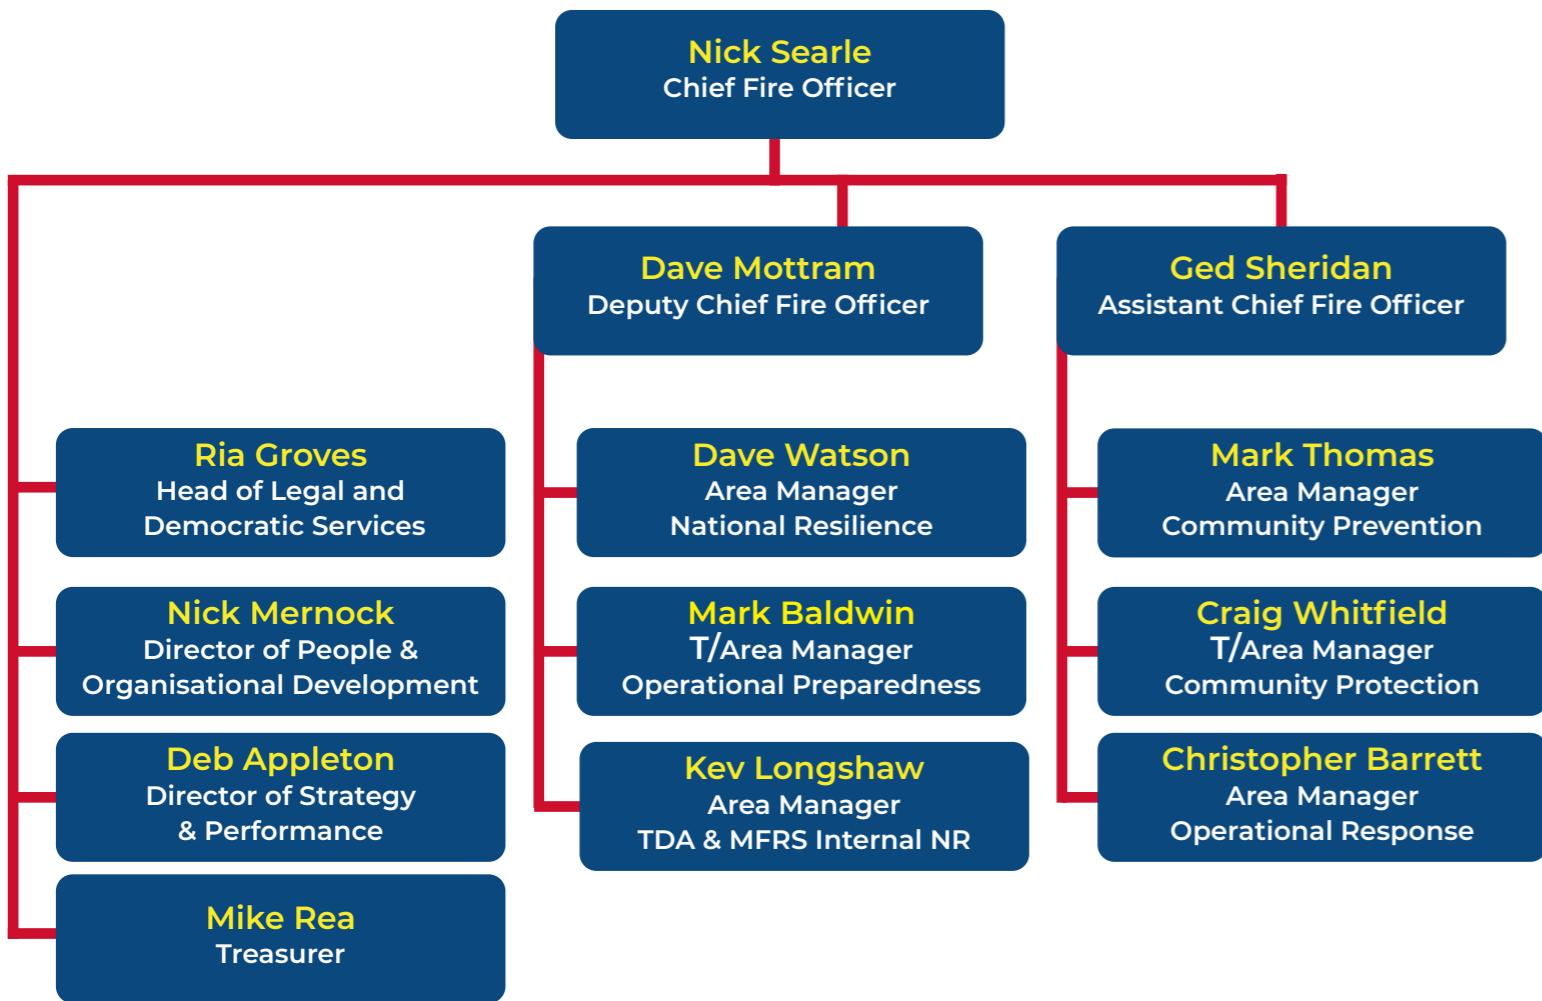 Nick Searle
Chief Fire Officer
Dave Mottram
Deputy Chief Fire Officer
Ged Sheridan
Assistant Chief Fire Officer
Ria Groves
Head of Legal and
Democratic Services
Nick Mernock
Director of People &
Organisational Development
Deb Appleton
Director of Strategy
& Performance
Mike Rea
Treasurer
Dave Watson
Area Manager
National Resilience
Mark Baldwin
T/Area Manager
Operational Preparedness
Kev Longshaw
Area Manager
TDA & MFRS Internal NR
Mark Thomas
Area Manager
Community Prevention
Craig Whitfield
T/Area Manager
Community Protection
Christopher Barrett
Area Manager
Operational Response